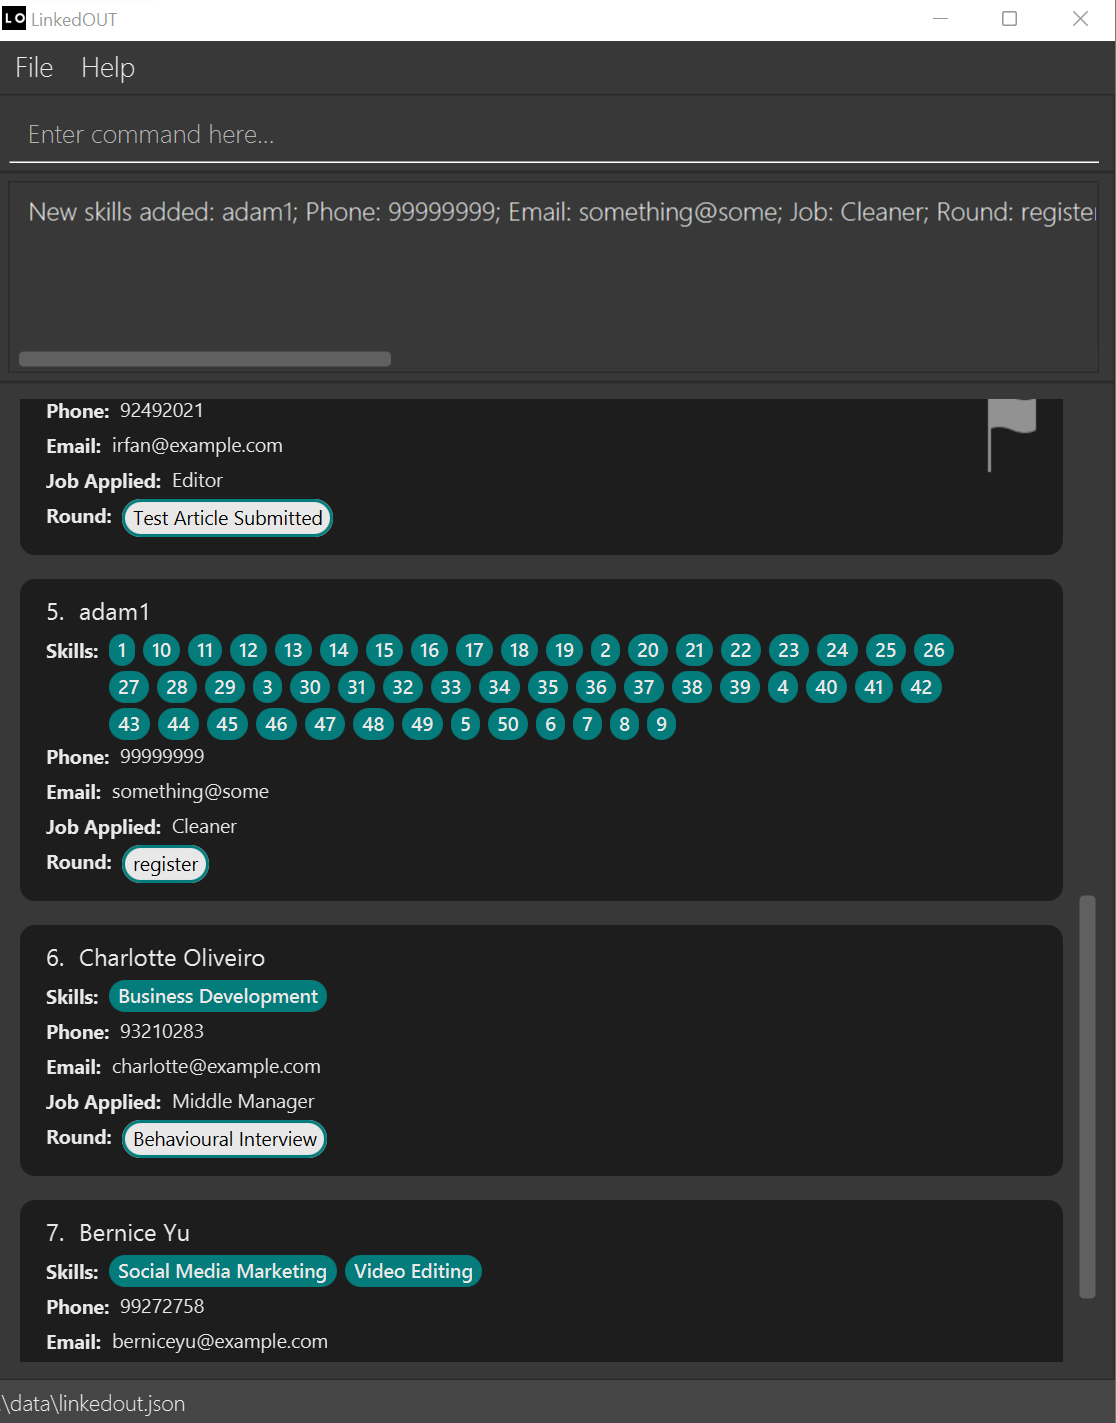 LO LinkedOUT
File Help
Enter command here...
New skills added: adam1; Phone: 99999999; Email: something@some; Job: Cleaner; Round: register
Phone: 92492021
Email: irfan@example.com
Job Applied: Editor
Round: Test Article Submitted
5. adam1
Skills: 1 10 11 12 13 14 15 16 17 18 19 2 20 21 22 23 24 25 26
27 28 29 3 30 31 32 33 34 35 36 37 38 39 4 40 41 42
43 44 45 46 47 48 49 5 50 6 7 8 9
Phone: 99999999
Email: something@some
Job Applied: Cleaner
Round: register
6. Charlotte Oliveiro
Skills: Business Development
Phone: 93210283
Email: charlotte@example.com
Job Applied: Middle Manager
Round: Behavioural Interview
7. Bernice Yu
Skills: Social Media Marketing Video Editing
Phone: 99272758
Email: berniceyu@example.com
\data\linkedout.json